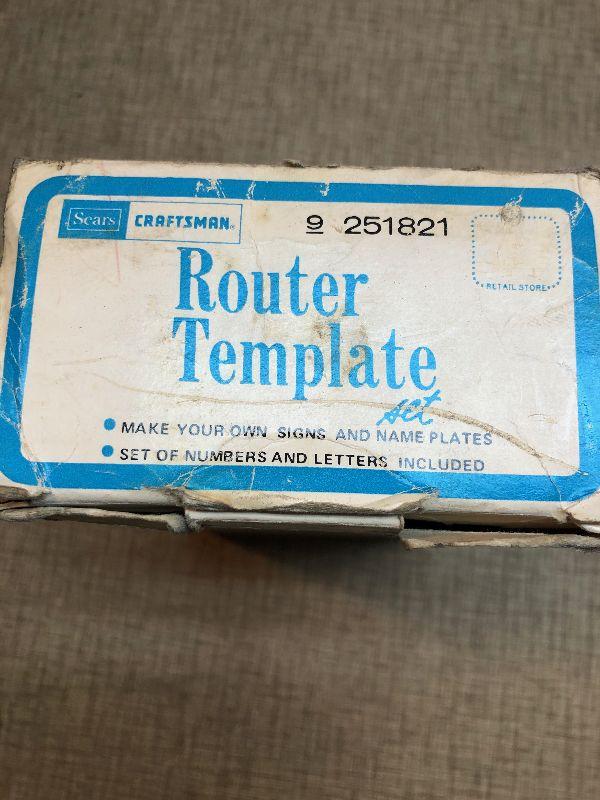 Sears CRAFTSMAN® 9 251821
RETAIL STORE
Router
Template
set
• MAKE YOUR OWN SIGNS AND NAME PLATES
• SET OF NUMBERS AND LETTERS INCLUDED